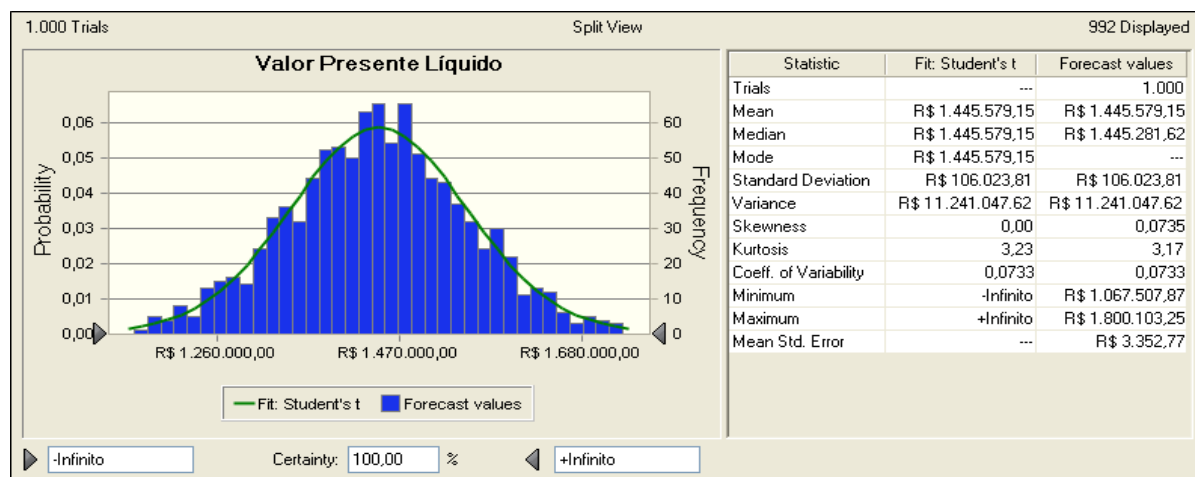 1.000 Trials Split View 992 Displayed
Valor Presente Líquido
Probability
0,06
0,05
0,04
0,03
0,02
0,01
0,00
60
50
40
30
20
10
0
Frequency
R$ 1.260.000,00 R$ 1.470.000,00 R$ 1.680.000,00
Fit: Student's t Forecast values
Statistic Fit: Student's t Forecast values
Trials --- 1.000
Mean R$ 1.445.579,15 R$ 1.445.579,15
Median R$ 1.445.579,15 R$ 1.445.281,62
Mode R$ 1.445.579,15 ---
Standard Deviation R$ 106.023,81 R$ 106.023,81
Variance R$ 11.241.047.62 R$ 11.241.047.62
Skewness 0,00 0,0735
Kurtosis 3,23 3,17
Coeff. of Variability 0,0733 0,0733
Minimum -Infinito R$ 1.067.507,87
Maximum +Infinito R$ 1.800.103,25
Mean Std. Error --- R$ 3.352,77
-Infinito Certainty: 100,00 % +Infinito